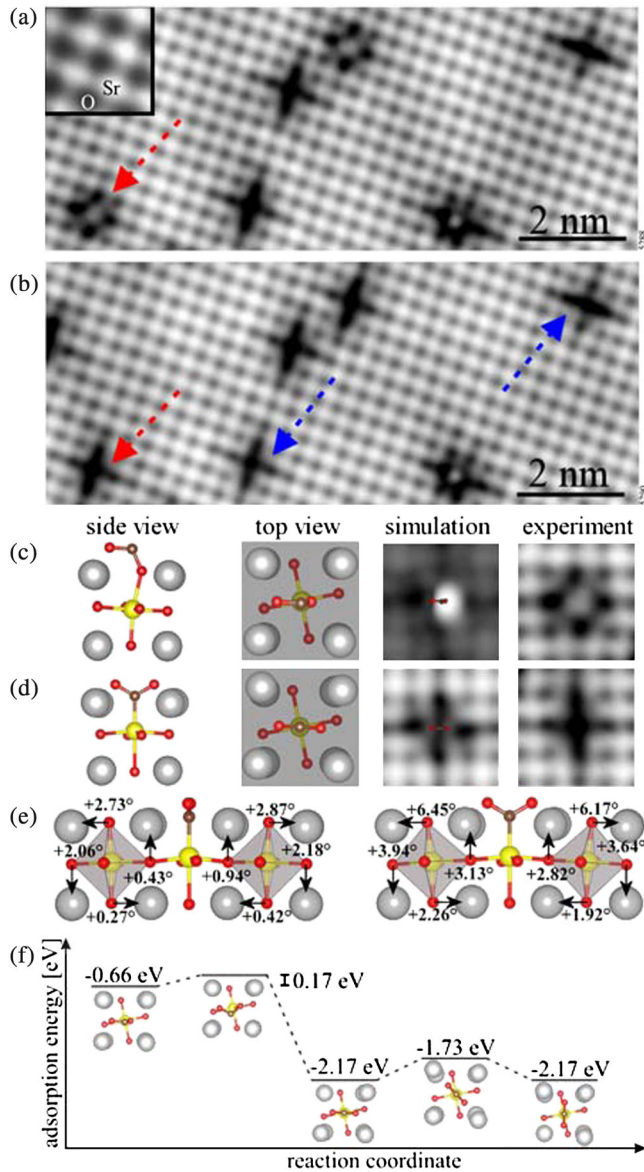 (a)
Sr
O
2 nm
(b)
2 nm
side view top view simulation experiment
(c)
(d)
(e)
+2.73° +2.87° +6.45° +6.17°
+2.06° +2.18° +3.94° +3.64°
+0.43° +0.94° +3.13° +2.82°
+0.27° +0.42° +2.26° +1.92°
(f)
adsorption energy [eV]
-0.66 eV
0.17 eV
-2.17 eV -1.73 eV -2.17 eV
reaction coordinate